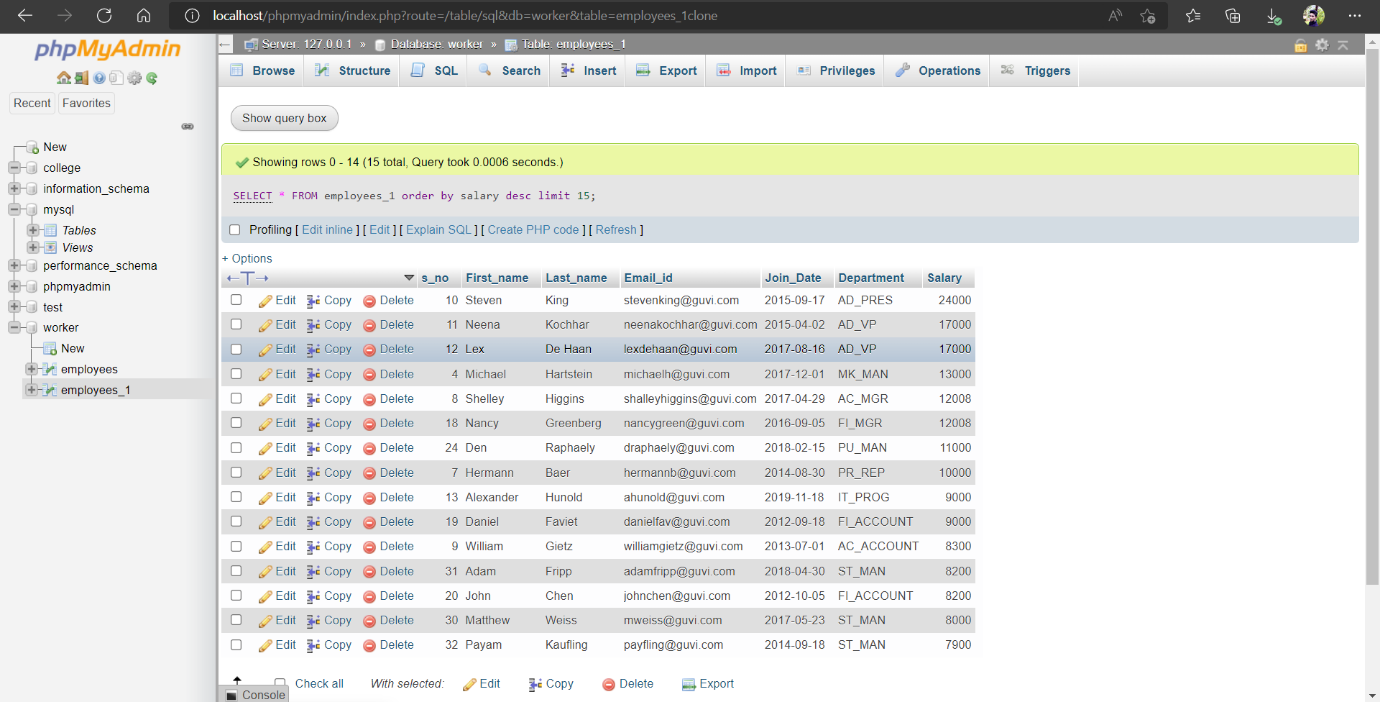 localhost/phpmyadmin/index.php?route=/table/sql&db=worker&table=employees_1clone
phpMyAdmin
Recent Favorites
New
college
information_schema
mysql
Tables
Views
performance_schema
phpmyadmin
test
worker
New
employees
employees_1
Server: 127.0.0.1 » Database: worker » Table: employees_1
Browse Structure SQL Search Insert Export Import Privileges Operations Triggers
Show query box
Showing rows 0 - 14 (15 total, Query took 0.0006 seconds.)
SELECT * FROM employees_1 order by salary desc limit 15;
Profiling [ Edit inline ] [ Edit ] [ Explain SQL ] [ Create PHP code ] [ Refresh ]
+ Options
←T→ s_no First_name Last_name Email_id Join_Date Department Salary
Edit Copy Delete 10 Steven King stevenking@guvi.com 2015-09-17 AD_PRES 24000
Edit Copy Delete 11 Neena Kochhar neenakochhar@guvi.com 2015-04-02 AD_VP 17000
Edit Copy Delete 12 Lex De Haan lexdehaan@guvi.com 2017-08-16 AD_VP 17000
Edit Copy Delete 4 Michael Hartstein michaelh@guvi.com 2017-12-01 MK_MAN 13000
Edit Copy Delete 8 Shelley Higgins shalleyhiggins@guvi.com 2017-04-29 AC_MGR 12008
Edit Copy Delete 18 Nancy Greenberg nancygreen@guvi.com 2016-09-05 FI_MGR 12008
Edit Copy Delete 24 Den Raphaely draphaely@guvi.com 2018-02-15 PU_MAN 11000
Edit Copy Delete 7 Hermann Baer hermannb@guvi.com 2014-08-30 PR_REP 10000
Edit Copy Delete 13 Alexander Hunold ahunold@guvi.com 2019-11-18 IT_PROG 9000
Edit Copy Delete 19 Daniel Faviet danielfav@guvi.com 2012-09-18 FI_ACCOUNT 9000
Edit Copy Delete 9 William Gietz williamgietz@guvi.com 2013-07-01 AC_ACCOUNT 8300
Edit Copy Delete 31 Adam Fripp adamfripp@guvi.com 2018-04-30 ST_MAN 8200
Edit Copy Delete 20 John Chen johnchen@guvi.com 2012-10-05 FI_ACCOUNT 8200
Edit Copy Delete 30 Matthew Weiss mweiss@guvi.com 2017-05-23 ST_MAN 8000
Edit Copy Delete 32 Payam Kaufling payfling@guvi.com 2014-09-18 ST_MAN 7900
Check all With selected: Edit Copy Delete Export
Console